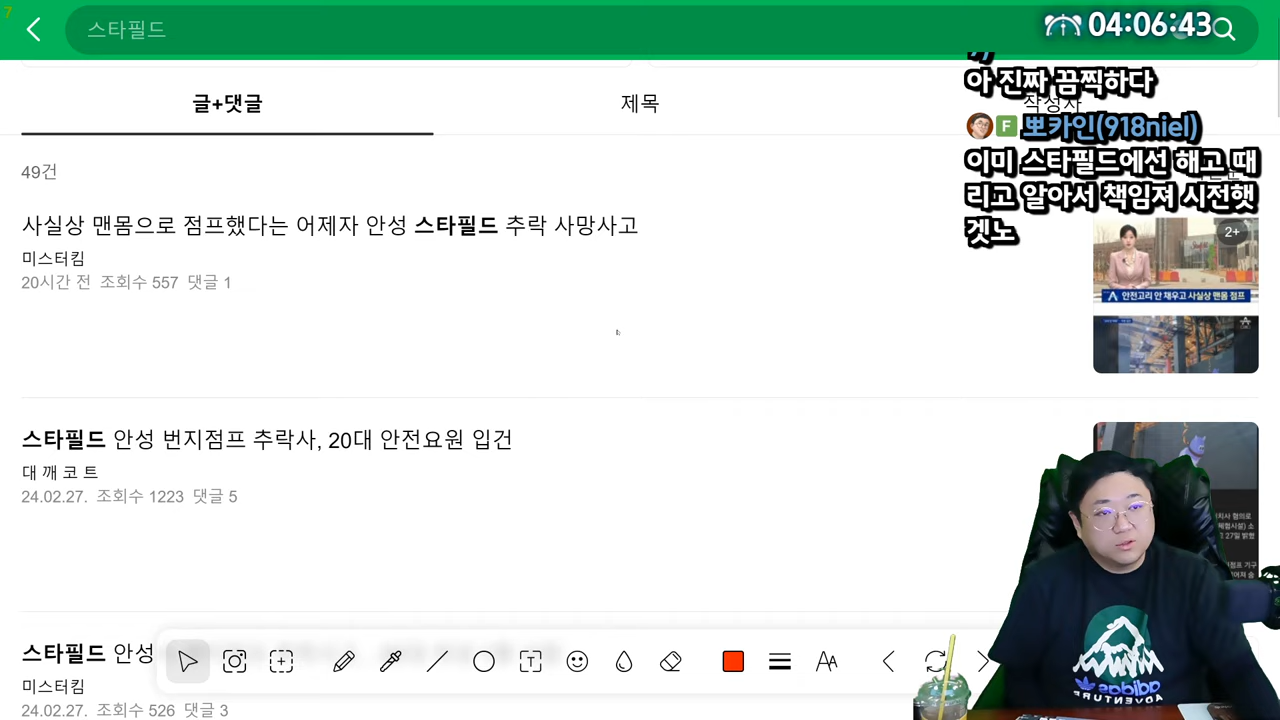 7
스타필드
04:06:43
아 진짜 끔찍하다
F 뽀카인(918niel)
이미 스타필드에선 해고 때
리고 알아서 책임져 시전햇
겟노
글+댓글
제목
작성자
49건
사실상 맨몸으로 점프했다는 어제자 안성 스타필드 추락 사망사고
미스터킴
20시간 전 조회수 557 댓글 1
2+
안전고리 안 채우고 사실상 맨몸 점프
스타필드 안성 번지점프 추락사, 20대 안전요원 입건
대 깨 코 트
24.02.27. 조회수 1223 댓글 5
스타필드 안성
미스터킴
24.02.27. 조회수 526 댓글 3
adidas
ADVENTURE